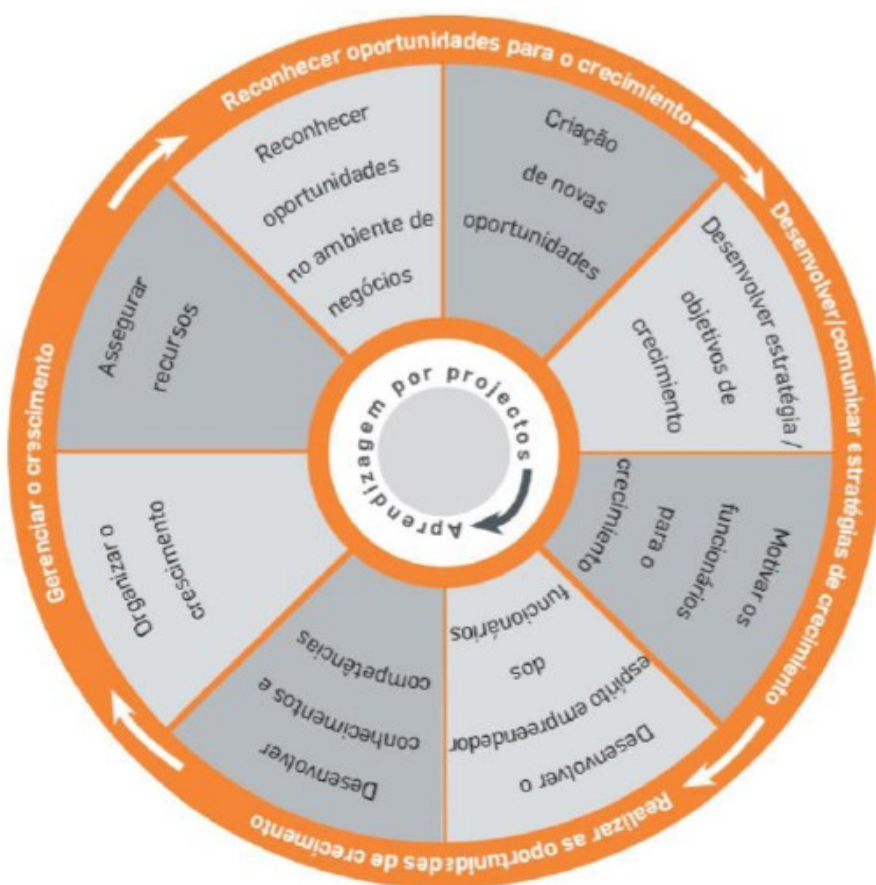 Reconhecer oportunidades para o crecimiento
Desenvolver/comunicar estratégias de crecimiento
Realizar as oportunidades de crecimento
Gerenciar o crescimento
Reconhecer
oportunidades
no ambiente de
negócios
Criação
de novas
oportunidades
Desenvolver estratégia /
objetivos de
crecimiento
Motivar os
funcionários
para o
crecimiento
Desenvolver o
espírito empreendedor
dos
funcionários
Desenvolver
conhecimentos e
competências
Organizar o
crescimento
Assegurar
recursos
Aprendizagem por projectos